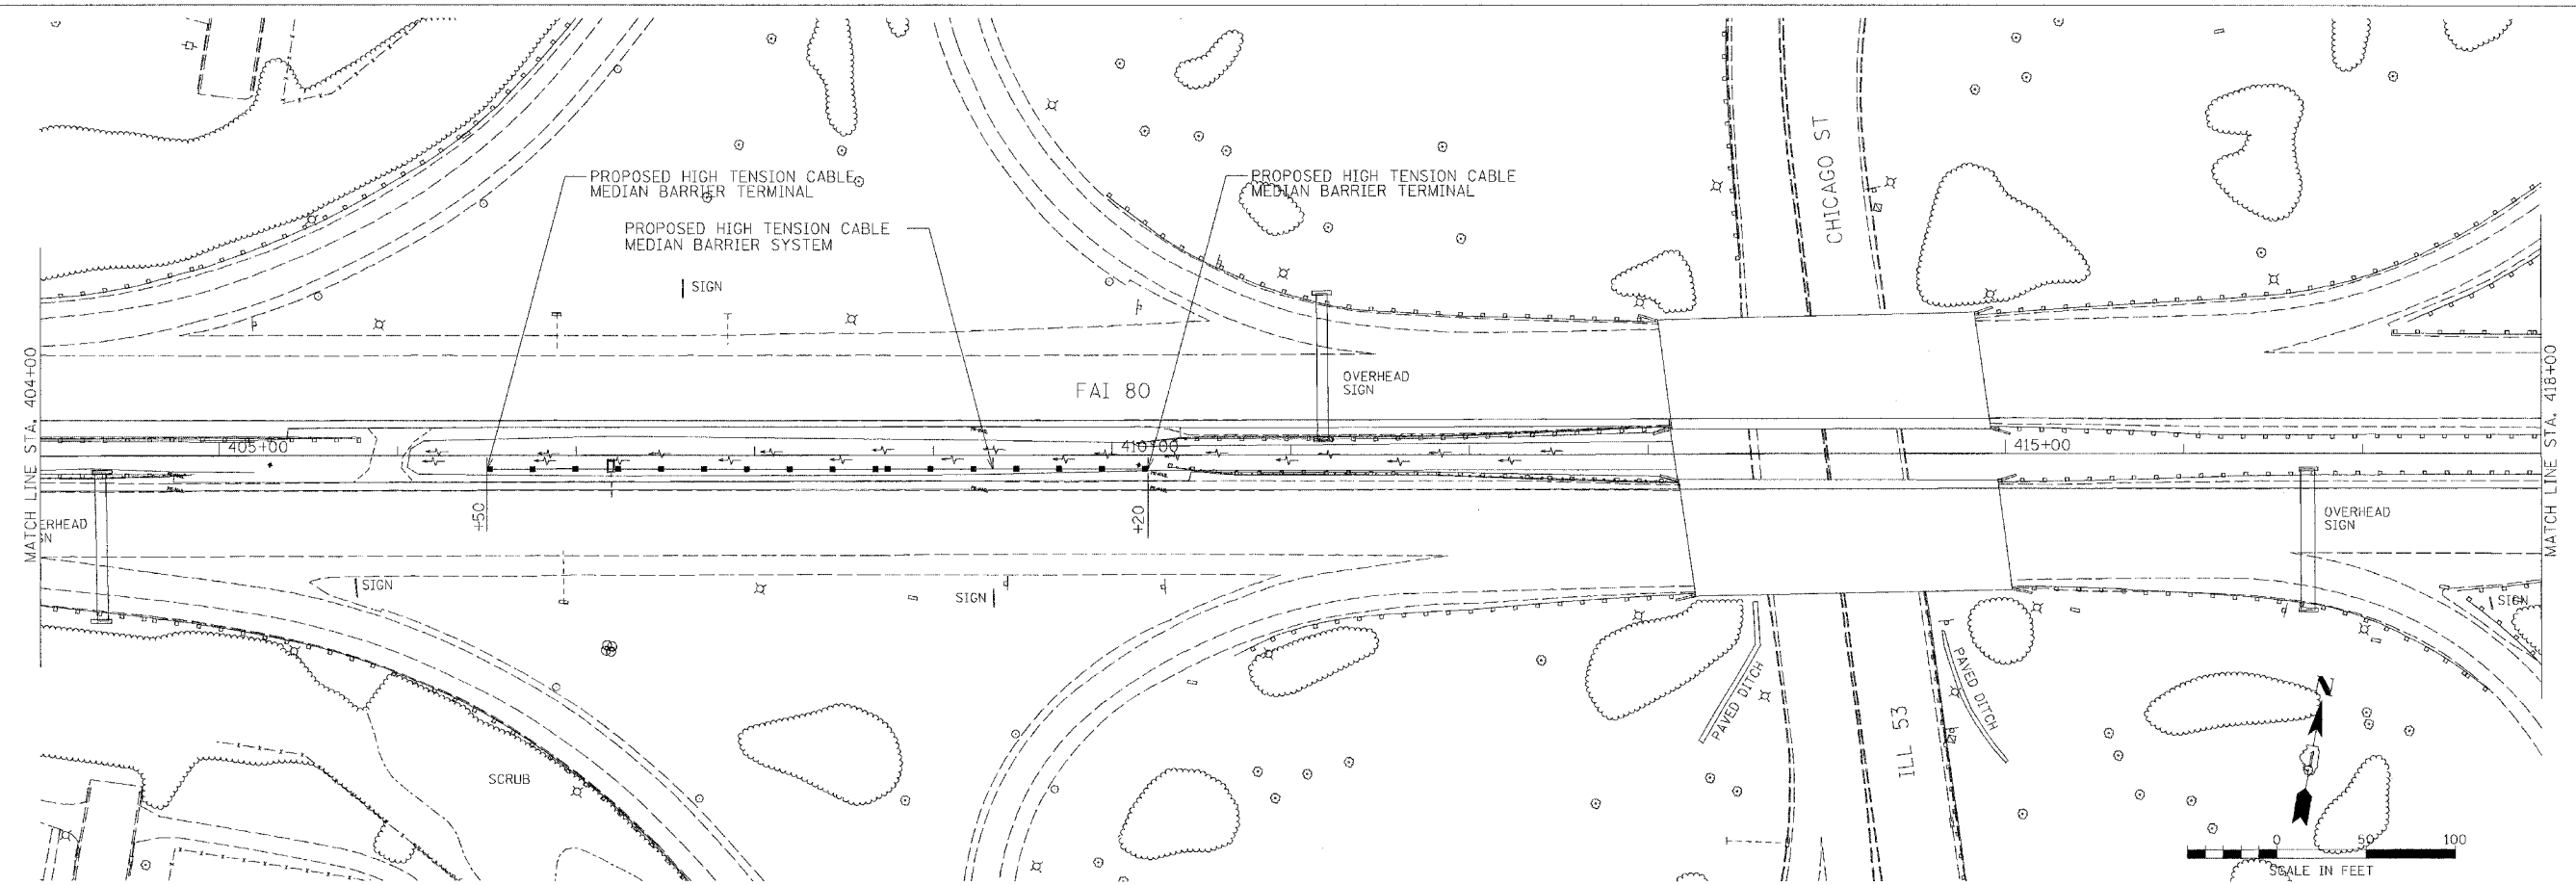 CHICAGO ST
PROPOSED HIGH TENSION CABLE
MEDIAN BARRIER TERMINAL
PROPOSED HIGH TENSION CABLE
MEDIAN BARRIER TERMINAL
PROPOSED HIGH TENSION CABLE
MEDIAN BARRIER SYSTEM
SIGN
MATCH LINE STA. 404+00
FAI 80
OVERHEAD
SIGN
MATCH LINE STA. 418+00
405+00
410+00
415+00
+50
+20
ERHEAD
GN
OVERHEAD
SIGN
SIGN
SIGN
SIGN
PAVED DITCH
PAVED DITCH
ILL 53
SCRUB
N
0 50 100
SCALE IN FEET